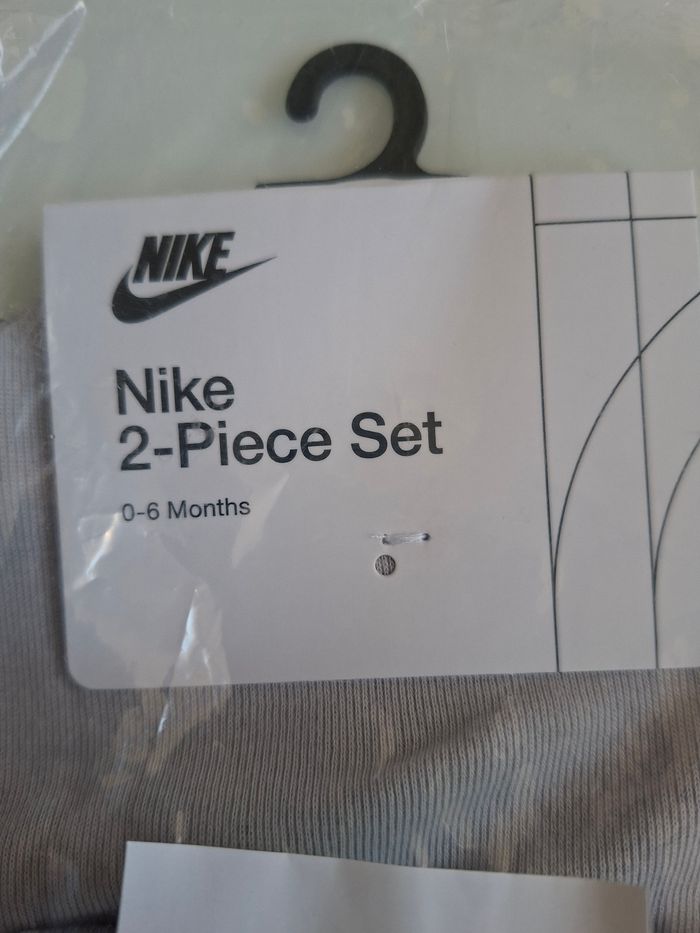 NIKE
Nike
2-Piece Set
0-6 Months